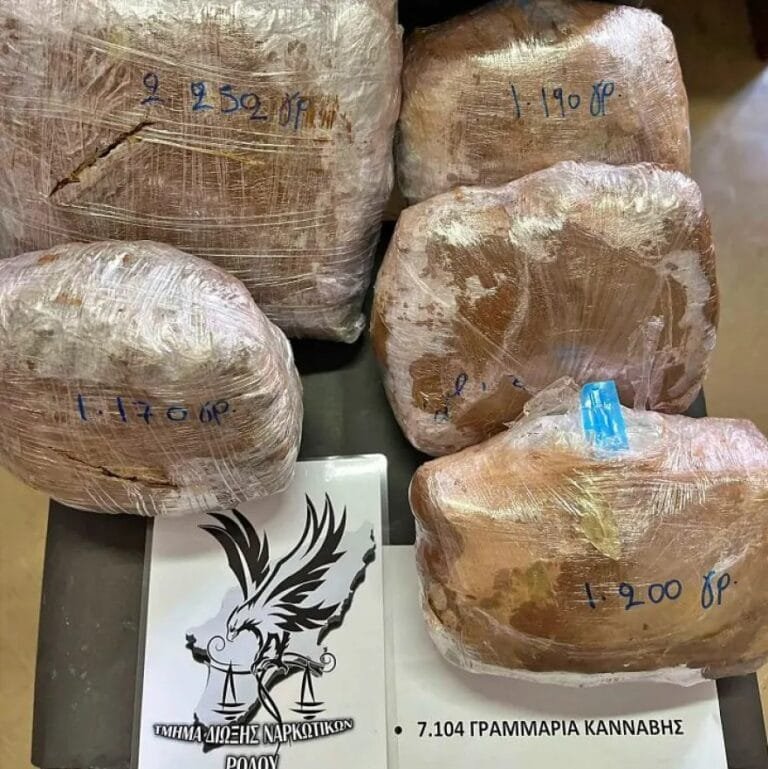 2 252 γρ.
1.190 γρ.
1.170 γρ.
1.200 γρ.
ΤΜΗΜΑ ΔΙΩΞΗΣ ΝΑΡΚΩΤΙΚΩΝ
ΡΟΔΟΥ
• 7.104 ΓΡΑΜΜΑΡΙΑ ΚΑΝΝΑΒΗΣ